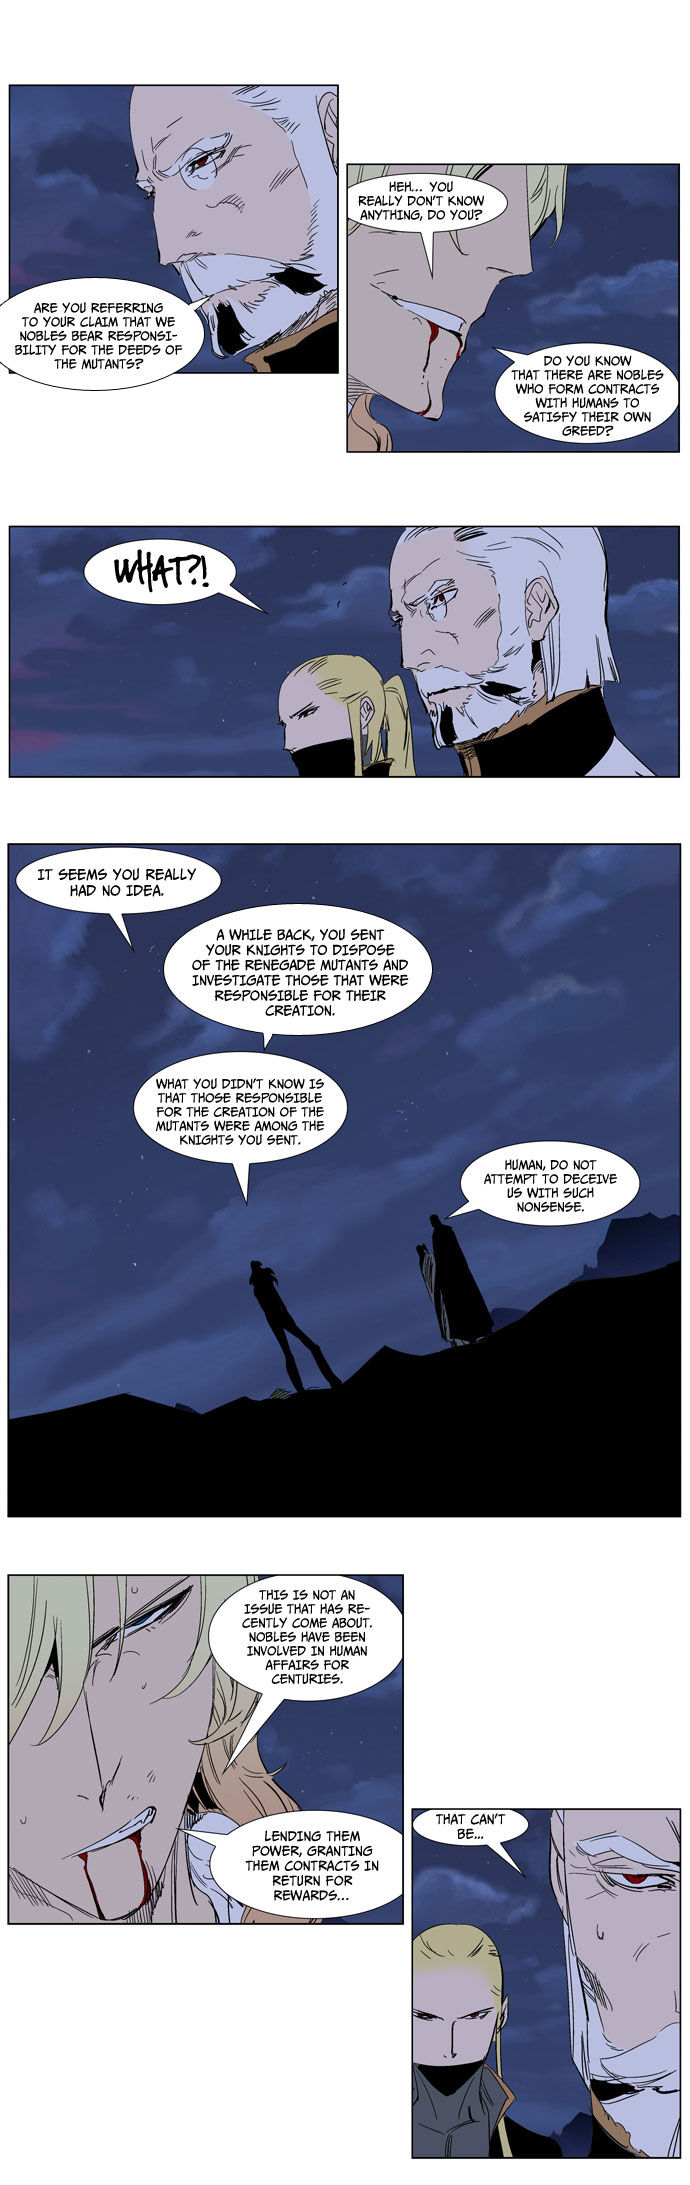 ARE YOU REFERRING
TO YOUR CLAIM THAT WE
NOBLES BEAR RESPONSI-
BILITY FOR THE DEEDS OF
THE MUTANTS?
HEH... YOU
REALLY DON'T KNOW
ANYTHING, DO YOU?
DO YOU KNOW
THAT THERE ARE NOBLES
WHO FORM CONTRACTS
WITH HUMANS TO
SATISFY THEIR OWN
GREED?
WHAT?!
IT SEEMS YOU REALLY
HAD NO IDEA.
A WHILE BACK, YOU SENT
YOUR KNIGHTS TO DISPOSE
OF THE RENEGADE MUTANTS AND
INVESTIGATE THOSE THAT WERE
RESPONSIBLE FOR THEIR
CREATION.
WHAT YOU DIDN'T KNOW IS
THAT THOSE RESPONSIBLE
FOR THE CREATION OF THE
MUTANTS WERE AMONG THE
KNIGHTS YOU SENT.
HUMAN, DO NOT
ATTEMPT TO DECEIVE
US WITH SUCH
NONSENSE.
THIS IS NOT AN
ISSUE THAT HAS RE-
CENTLY COME ABOUT.
NOBLES HAVE BEEN
INVOLVED IN HUMAN
AFFAIRS FOR
CENTURIES.
LENDING THEM
POWER, GRANTING
THEM CONTRACTS IN
RETURN FOR
REWARDS...
THAT CAN'T
BE...